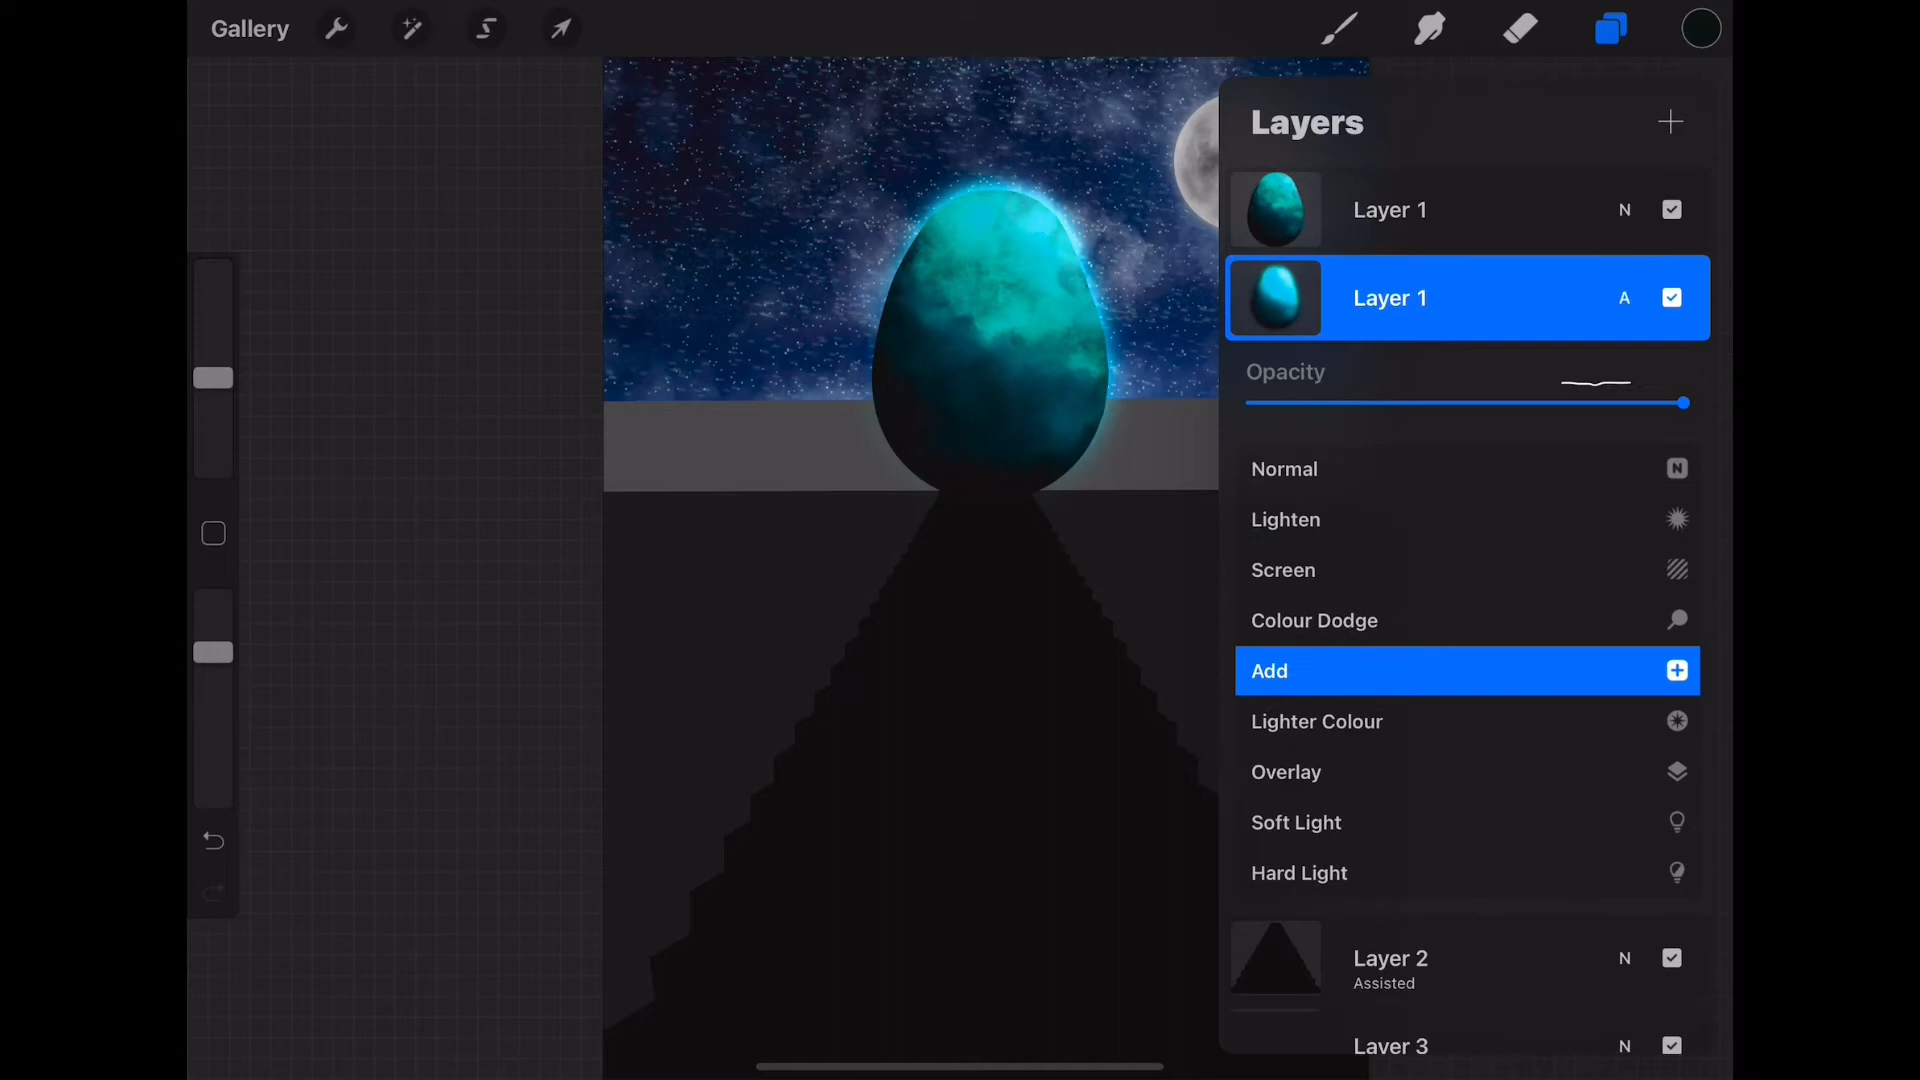 Gallery
Layers
Layer 1 N
Layer 1 A
Opacity
Normal N
Lighten
Screen
Colour Dodge
Add
Lighter Colour
Overlay
Soft Light
Hard Light
Layer 2 N
Assisted
Layer 3 N